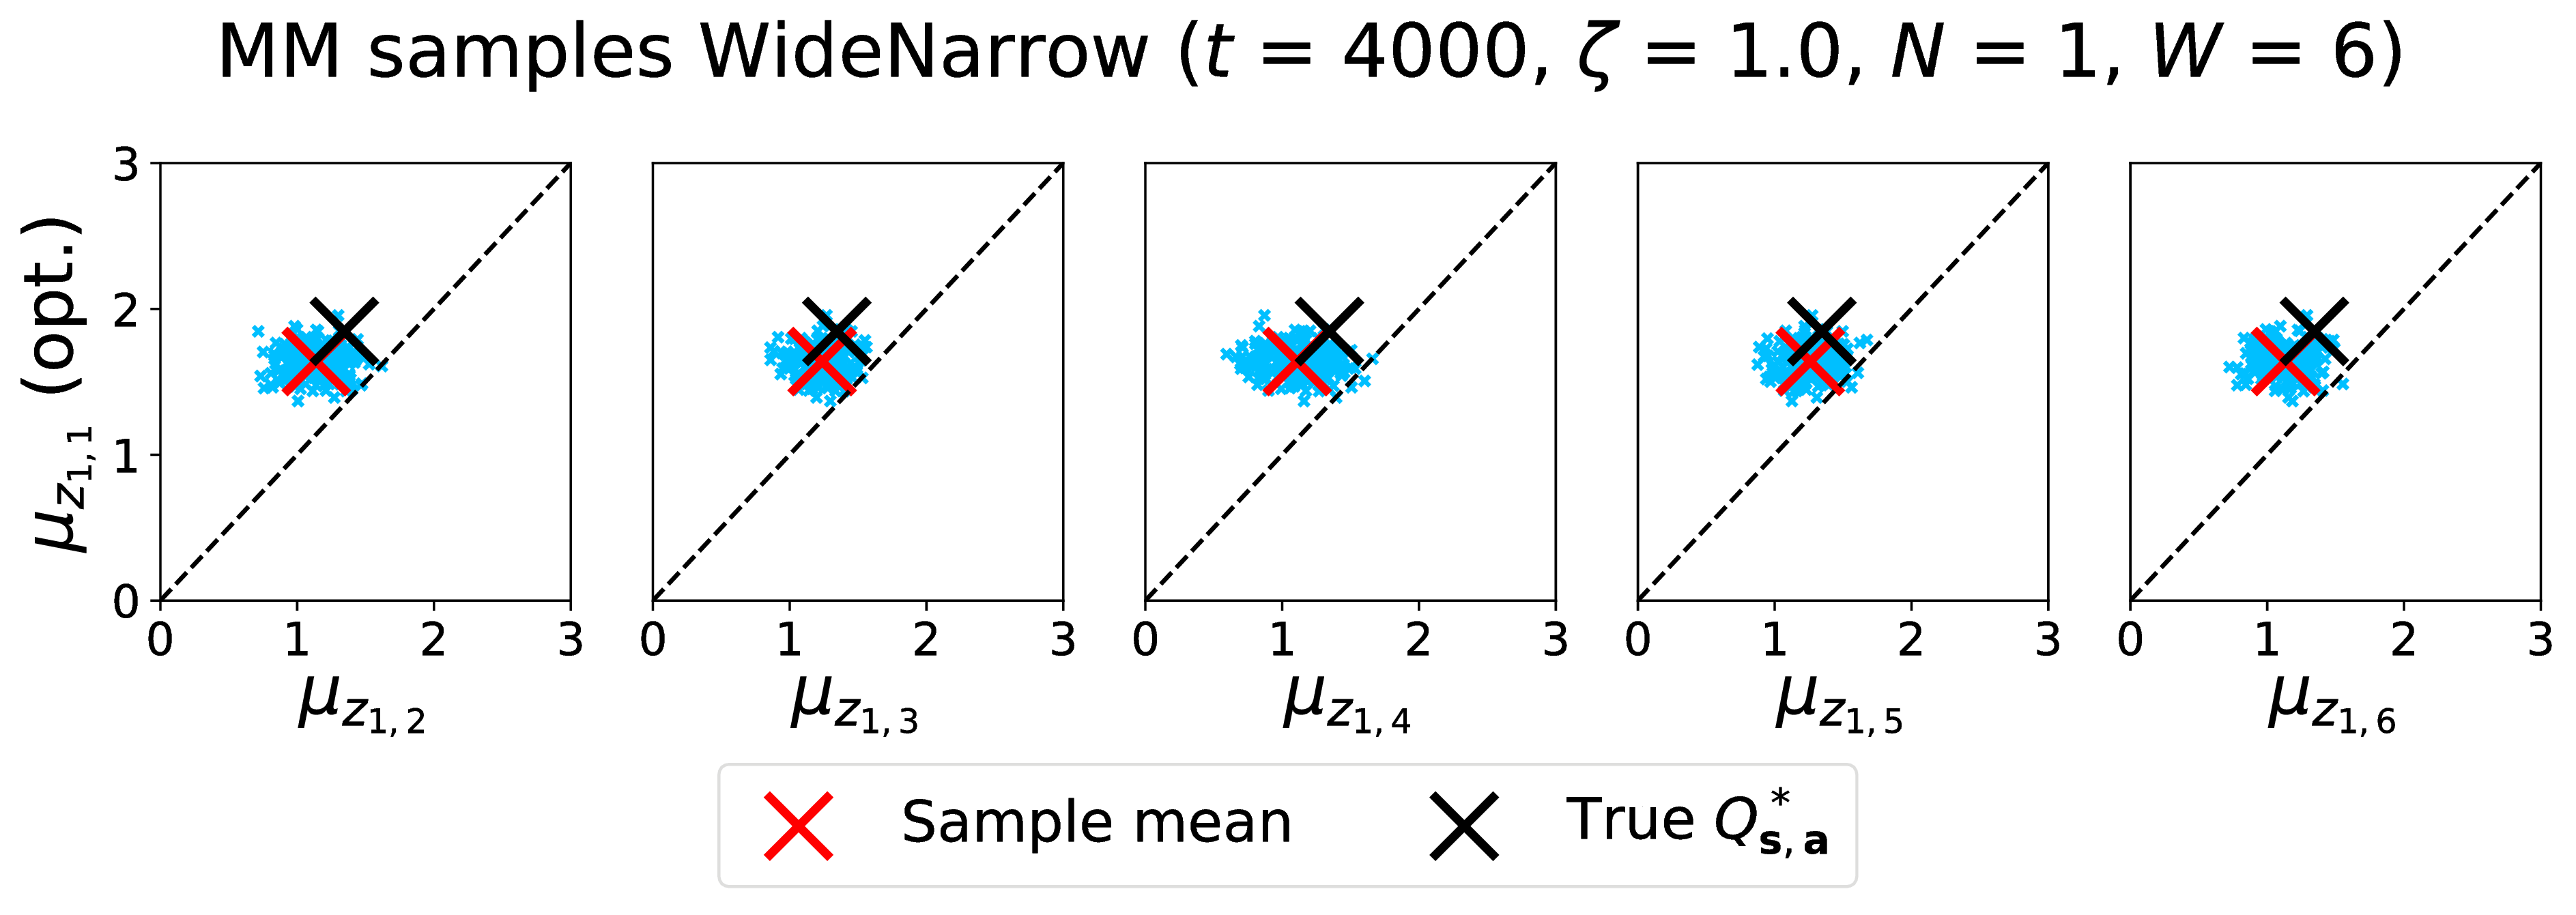 MM samples WideNarrow (t = 4000, ζ = 1.0, N = 1, W = 6)
μz1,1 (opt.)
3
2
1
0
0 1 2 3
0 1 2 3
0 1 2 3
0 1 2 3
0 1 2 3
μz1,2
μz1,3
μz1,4
μz1,5
μz1,6
Sample mean
True Q*s,a